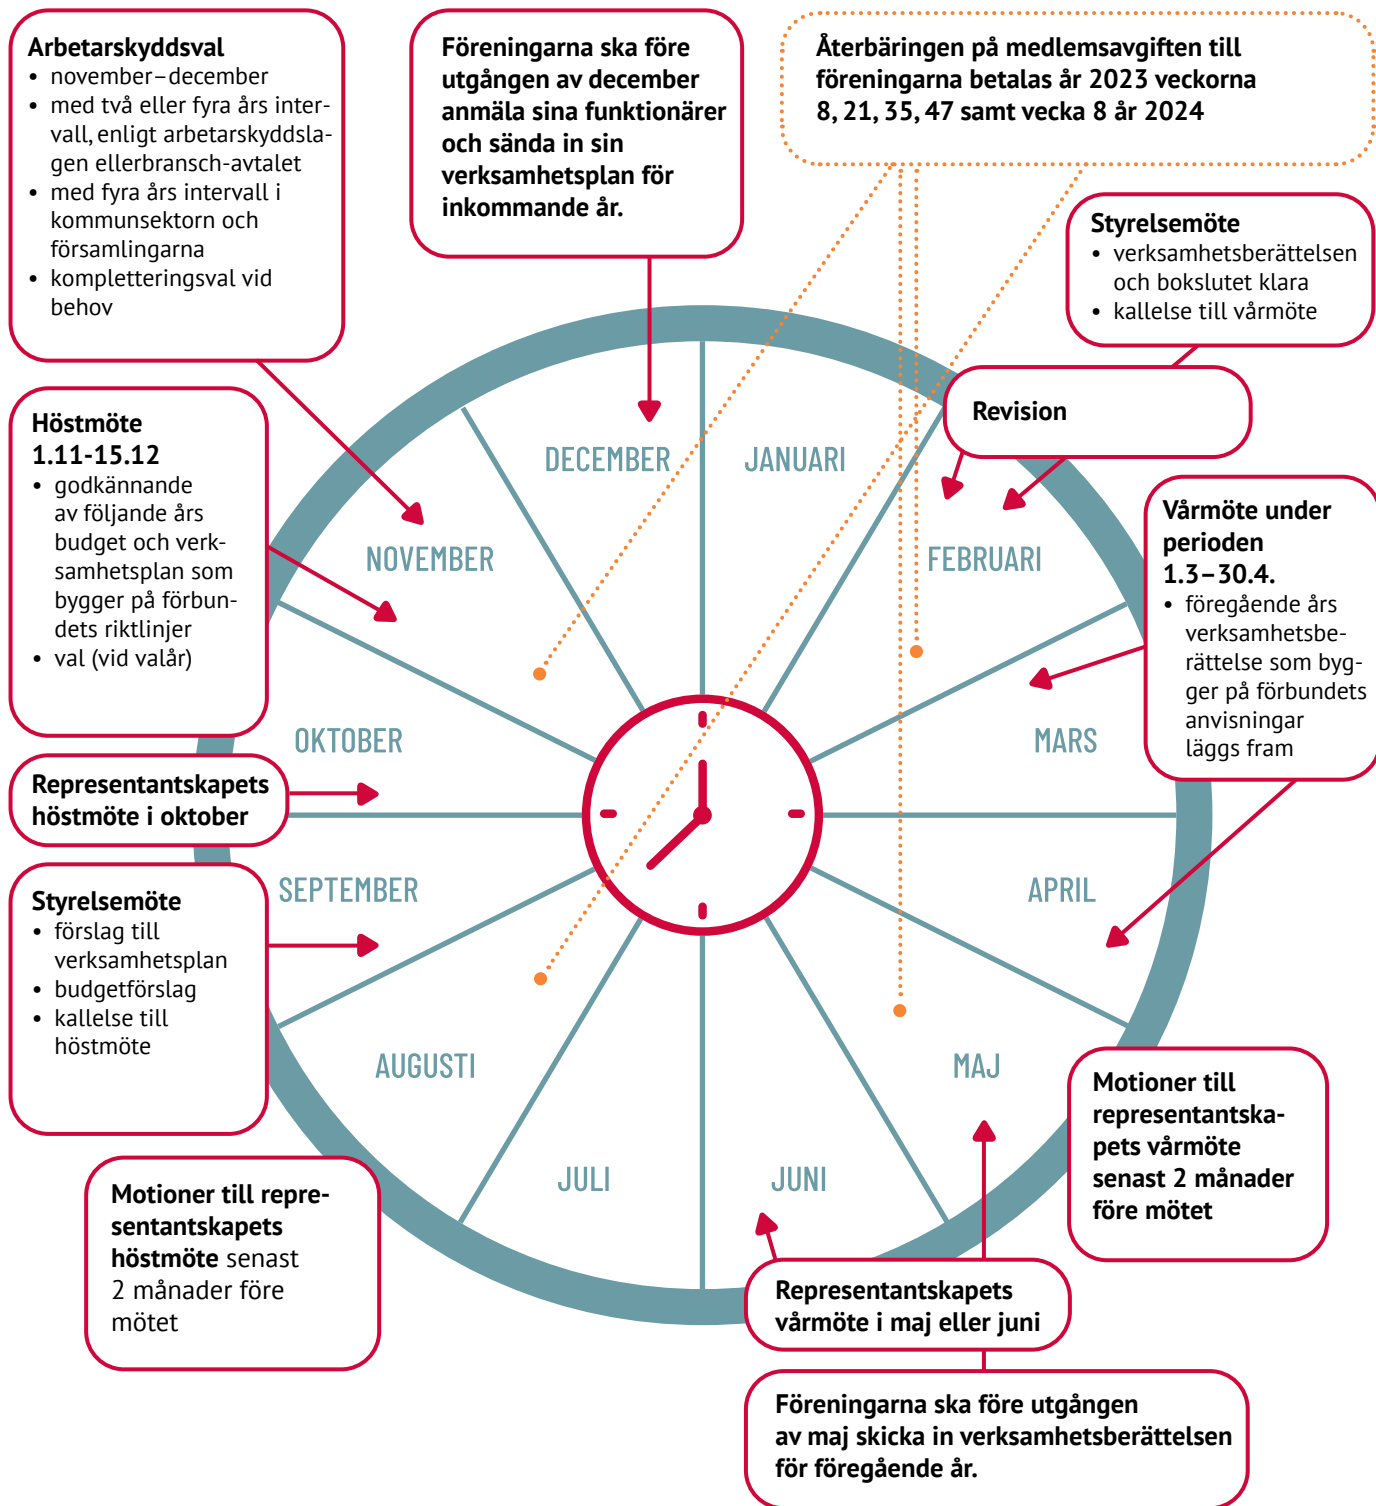 Arbetarskyddsval
• november–december
• med två eller fyra års inter-
vall, enligt arbetarskyddsla-
gen ellerbransch-avtalet
• med fyra års intervall i
kommunsektorn och
församlingarna
• kompletteringsval vid
behov
Föreningarna ska före
utgången av december
anmäla sina funktionärer
och sända in sin
verksamhetsplan för
inkommande år.
Återbäringen på medlemsavgiften till
föreningarna betalas år 2023 veckorna
8, 21, 35, 47 samt vecka 8 år 2024
Styrelsemöte
• verksamhetsberättelsen
och bokslutet klara
• kallelse till vårmöte
Revision
Höstmöte
1.11-15.12
• godkännande
av följande års
budget och verk-
samhetsplan som
bygger på förbun-
dets riktlinjer
• val (vid valår)
Vårmöte under
perioden
1.3–30.4.
• föregående års
verksamhetsbe-
rättelse som byg-
ger på förbundets
anvisningar
läggs fram
DECEMBER
JANUARI
NOVEMBER
FEBRUARI
OKTOBER
MARS
SEPTEMBER
APRIL
AUGUSTI
MAJ
JULI
JUNI
Representantskapets
höstmöte i oktober
Styrelsemöte
• förslag till
verksamhetsplan
• budgetförslag
• kallelse till
höstmöte
Motioner till repre-
sentantskapets
höstmöte senast
2 månader före
mötet
Motioner till
representantska-
pets vårmöte
senast 2 månader
före mötet
Representantskapets
vårmöte i maj eller juni
Föreningarna ska före utgången
av maj skicka in verksamhetsberättelsen
för föregående år.